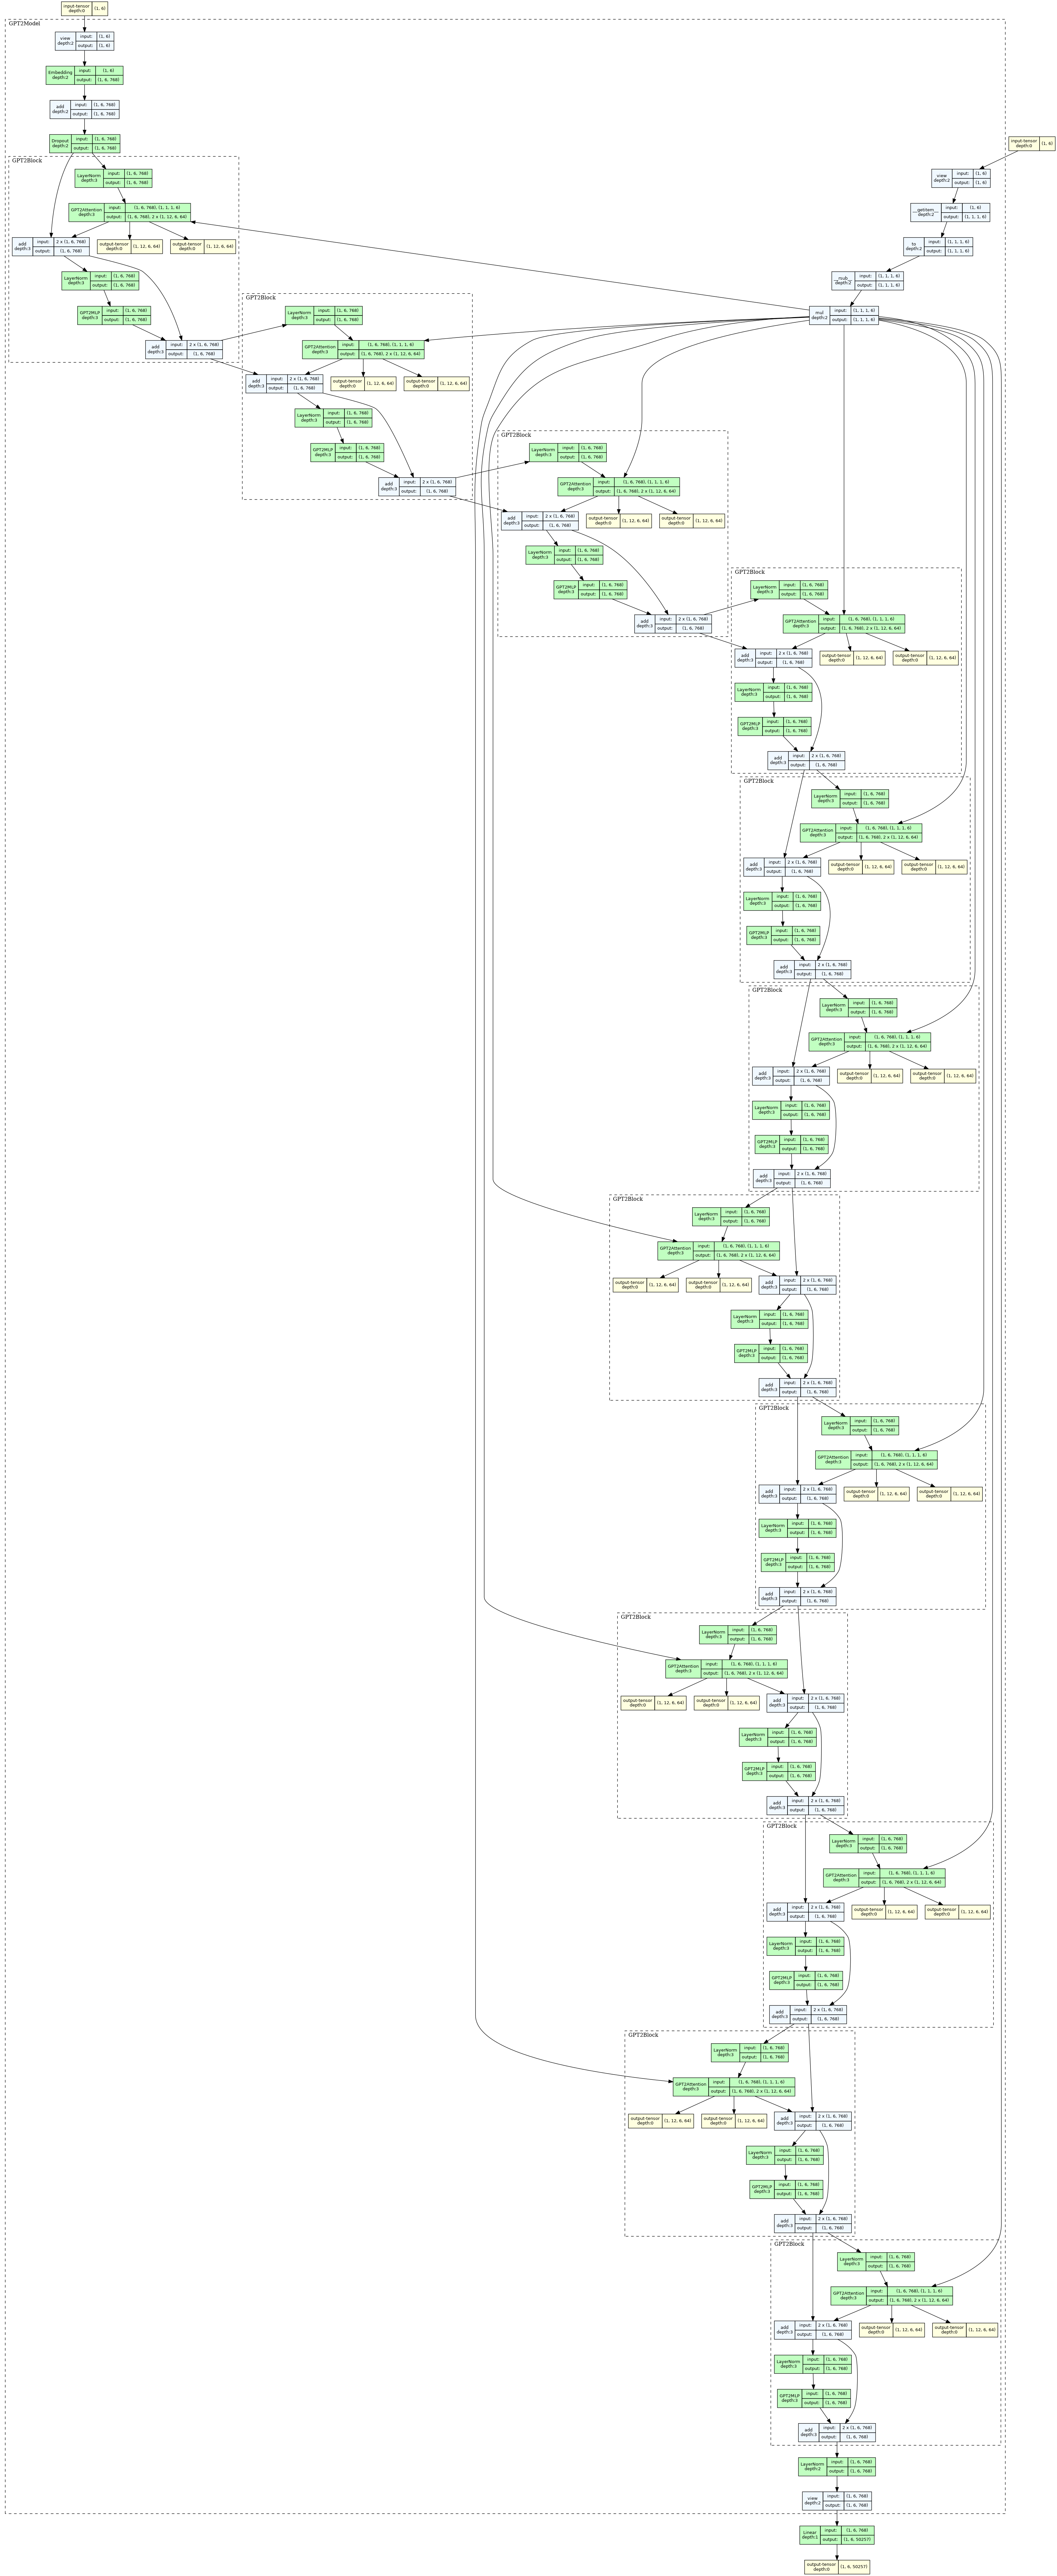 input-tensor
depth:0 (1, 6)
GPT2Model
view input: (1, 6)
depth:2 output: (1, 6)
Embedding input: (1, 6)
depth:2 output: (1, 6, 768)
add input: (1, 6, 768)
depth:2 output: (1, 6, 768)
Dropout input: (1, 6, 768)
depth:2 output: (1, 6, 768)
input-tensor
depth:0 (1, 6)
view input: (1, 6)
depth:2 output: (1, 6)
__getitem__ input: (1, 6)
depth:2 output: (1, 1, 1, 6)
to input: (1, 1, 1, 6)
depth:2 output: (1, 1, 1, 6)
__rsub__ input: (1, 1, 1, 6)
depth:2 output: (1, 1, 1, 6)
mul input: (1, 1, 1, 6)
depth:2 output: (1, 1, 1, 6)
GPT2Block
LayerNorm input: (1, 6, 768)
depth:3 output: (1, 6, 768)
GPT2Attention input: (1, 6, 768), (1, 1, 1, 6)
depth:3 output: (1, 6, 768), 2 x (1, 12, 6, 64)
add input: 2 x (1, 6, 768)
depth:3 output: (1, 6, 768)
output-tensor
depth:0 (1, 12, 6, 64)
output-tensor
depth:0 (1, 12, 6, 64)
LayerNorm input: (1, 6, 768)
depth:3 output: (1, 6, 768)
GPT2MLP input: (1, 6, 768)
depth:3 output: (1, 6, 768)
add input: 2 x (1, 6, 768)
depth:3 output: (1, 6, 768)
GPT2Block
LayerNorm input: (1, 6, 768)
depth:3 output: (1, 6, 768)
GPT2Attention input: (1, 6, 768), (1, 1, 1, 6)
depth:3 output: (1, 6, 768), 2 x (1, 12, 6, 64)
add input: 2 x (1, 6, 768)
depth:3 output: (1, 6, 768)
output-tensor
depth:0 (1, 12, 6, 64)
output-tensor
depth:0 (1, 12, 6, 64)
LayerNorm input: (1, 6, 768)
depth:3 output: (1, 6, 768)
GPT2MLP input: (1, 6, 768)
depth:3 output: (1, 6, 768)
add input: 2 x (1, 6, 768)
depth:3 output: (1, 6, 768)
GPT2Block
LayerNorm input: (1, 6, 768)
depth:3 output: (1, 6, 768)
GPT2Attention input: (1, 6, 768), (1, 1, 1, 6)
depth:3 output: (1, 6, 768), 2 x (1, 12, 6, 64)
add input: 2 x (1, 6, 768)
depth:3 output: (1, 6, 768)
output-tensor
depth:0 (1, 12, 6, 64)
output-tensor
depth:0 (1, 12, 6, 64)
LayerNorm input: (1, 6, 768)
depth:3 output: (1, 6, 768)
GPT2MLP input: (1, 6, 768)
depth:3 output: (1, 6, 768)
add input: 2 x (1, 6, 768)
depth:3 output: (1, 6, 768)
GPT2Block
LayerNorm input: (1, 6, 768)
depth:3 output: (1, 6, 768)
GPT2Attention input: (1, 6, 768), (1, 1, 1, 6)
depth:3 output: (1, 6, 768), 2 x (1, 12, 6, 64)
add input: 2 x (1, 6, 768)
depth:3 output: (1, 6, 768)
output-tensor
depth:0 (1, 12, 6, 64)
output-tensor
depth:0 (1, 12, 6, 64)
LayerNorm input: (1, 6, 768)
depth:3 output: (1, 6, 768)
GPT2MLP input: (1, 6, 768)
depth:3 output: (1, 6, 768)
add input: 2 x (1, 6, 768)
depth:3 output: (1, 6, 768)
GPT2Block
LayerNorm input: (1, 6, 768)
depth:3 output: (1, 6, 768)
GPT2Attention input: (1, 6, 768), (1, 1, 1, 6)
depth:3 output: (1, 6, 768), 2 x (1, 12, 6, 64)
add input: 2 x (1, 6, 768)
depth:3 output: (1, 6, 768)
output-tensor
depth:0 (1, 12, 6, 64)
output-tensor
depth:0 (1, 12, 6, 64)
LayerNorm input: (1, 6, 768)
depth:3 output: (1, 6, 768)
GPT2MLP input: (1, 6, 768)
depth:3 output: (1, 6, 768)
add input: 2 x (1, 6, 768)
depth:3 output: (1, 6, 768)
GPT2Block
LayerNorm input: (1, 6, 768)
depth:3 output: (1, 6, 768)
GPT2Attention input: (1, 6, 768), (1, 1, 1, 6)
depth:3 output: (1, 6, 768), 2 x (1, 12, 6, 64)
add input: 2 x (1, 6, 768)
depth:3 output: (1, 6, 768)
output-tensor
depth:0 (1, 12, 6, 64)
output-tensor
depth:0 (1, 12, 6, 64)
LayerNorm input: (1, 6, 768)
depth:3 output: (1, 6, 768)
GPT2MLP input: (1, 6, 768)
depth:3 output: (1, 6, 768)
add input: 2 x (1, 6, 768)
depth:3 output: (1, 6, 768)
GPT2Block
LayerNorm input: (1, 6, 768)
depth:3 output: (1, 6, 768)
GPT2Attention input: (1, 6, 768), (1, 1, 1, 6)
depth:3 output: (1, 6, 768), 2 x (1, 12, 6, 64)
output-tensor
depth:0 (1, 12, 6, 64)
output-tensor
depth:0 (1, 12, 6, 64)
add input: 2 x (1, 6, 768)
depth:3 output: (1, 6, 768)
LayerNorm input: (1, 6, 768)
depth:3 output: (1, 6, 768)
GPT2MLP input: (1, 6, 768)
depth:3 output: (1, 6, 768)
add input: 2 x (1, 6, 768)
depth:3 output: (1, 6, 768)
GPT2Block
LayerNorm input: (1, 6, 768)
depth:3 output: (1, 6, 768)
GPT2Attention input: (1, 6, 768), (1, 1, 1, 6)
depth:3 output: (1, 6, 768), 2 x (1, 12, 6, 64)
add input: 2 x (1, 6, 768)
depth:3 output: (1, 6, 768)
output-tensor
depth:0 (1, 12, 6, 64)
output-tensor
depth:0 (1, 12, 6, 64)
LayerNorm input: (1, 6, 768)
depth:3 output: (1, 6, 768)
GPT2MLP input: (1, 6, 768)
depth:3 output: (1, 6, 768)
add input: 2 x (1, 6, 768)
depth:3 output: (1, 6, 768)
GPT2Block
LayerNorm input: (1, 6, 768)
depth:3 output: (1, 6, 768)
GPT2Attention input: (1, 6, 768), (1, 1, 1, 6)
depth:3 output: (1, 6, 768), 2 x (1, 12, 6, 64)
output-tensor
depth:0 (1, 12, 6, 64)
output-tensor
depth:0 (1, 12, 6, 64)
add input: 2 x (1, 6, 768)
depth:3 output: (1, 6, 768)
LayerNorm input: (1, 6, 768)
depth:3 output: (1, 6, 768)
GPT2MLP input: (1, 6, 768)
depth:3 output: (1, 6, 768)
add input: 2 x (1, 6, 768)
depth:3 output: (1, 6, 768)
GPT2Block
LayerNorm input: (1, 6, 768)
depth:3 output: (1, 6, 768)
GPT2Attention input: (1, 6, 768), (1, 1, 1, 6)
depth:3 output: (1, 6, 768), 2 x (1, 12, 6, 64)
add input: 2 x (1, 6, 768)
depth:3 output: (1, 6, 768)
output-tensor
depth:0 (1, 12, 6, 64)
output-tensor
depth:0 (1, 12, 6, 64)
LayerNorm input: (1, 6, 768)
depth:3 output: (1, 6, 768)
GPT2MLP input: (1, 6, 768)
depth:3 output: (1, 6, 768)
add input: 2 x (1, 6, 768)
depth:3 output: (1, 6, 768)
GPT2Block
LayerNorm input: (1, 6, 768)
depth:3 output: (1, 6, 768)
GPT2Attention input: (1, 6, 768), (1, 1, 1, 6)
depth:3 output: (1, 6, 768), 2 x (1, 12, 6, 64)
output-tensor
depth:0 (1, 12, 6, 64)
output-tensor
depth:0 (1, 12, 6, 64)
add input: 2 x (1, 6, 768)
depth:3 output: (1, 6, 768)
LayerNorm input: (1, 6, 768)
depth:3 output: (1, 6, 768)
GPT2MLP input: (1, 6, 768)
depth:3 output: (1, 6, 768)
add input: 2 x (1, 6, 768)
depth:3 output: (1, 6, 768)
GPT2Block
LayerNorm input: (1, 6, 768)
depth:3 output: (1, 6, 768)
GPT2Attention input: (1, 6, 768), (1, 1, 1, 6)
depth:3 output: (1, 6, 768), 2 x (1, 12, 6, 64)
add input: 2 x (1, 6, 768)
depth:3 output: (1, 6, 768)
output-tensor
depth:0 (1, 12, 6, 64)
output-tensor
depth:0 (1, 12, 6, 64)
LayerNorm input: (1, 6, 768)
depth:3 output: (1, 6, 768)
GPT2MLP input: (1, 6, 768)
depth:3 output: (1, 6, 768)
add input: 2 x (1, 6, 768)
depth:3 output: (1, 6, 768)
LayerNorm input: (1, 6, 768)
depth:2 output: (1, 6, 768)
view input: (1, 6, 768)
depth:2 output: (1, 6, 768)
Linear input: (1, 6, 768)
depth:1 output: (1, 6, 50257)
output-tensor
depth:0 (1, 6, 50257)